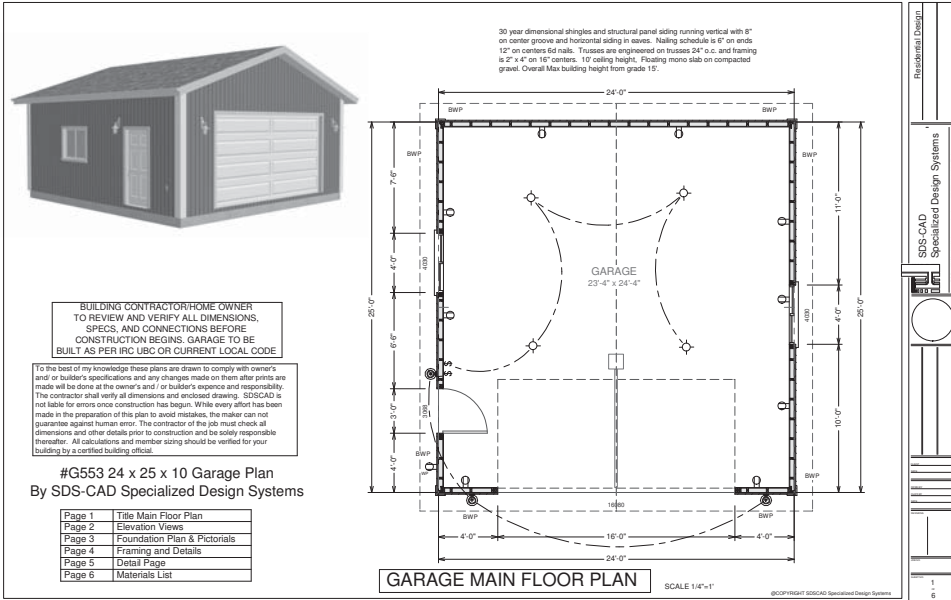 30 year dimensional shingles and structural panel siding running vertical with 8"
on center groove and horizontal siding in eaves. Nailing schedule is 6" on ends
12" on centers 6d nails. Trusses are engineered on trusses 24" o.c. and framing
is 2" x 4" on 16" centers. 10' ceiling height, Floating mono slab on compacted
gravel. Overall Max building height from grade 15'.
24'-0"
BWP
BWP
BWP
BWP
25'-0"
7'-6"
4'-0"
6'-6"
3'-0"
4'-0"
4030
3068
GARAGE
23'-4" x 24'-4"
11'-0"
4'-0"
10'-0"
25'-0"
4030
BWP
WP
BWP
16080
BWP
BWP
4'-0"
16'-0"
4'-0"
24'-0"
BUILDING CONTRACTOR/HOME OWNER
TO REVIEW AND VERIFY ALL DIMENSIONS,
SPECS, AND CONNECTIONS BEFORE
CONSTRUCTION BEGINS. GARAGE TO BE
BUILT AS PER IRC UBC OR CURRENT LOCAL CODE
To the best of my knowledge these plans are drawn to comply with owner's
and/ or builder's specifications and any changes made on them after prints are
made will be done at the owner's and / or builder's expence and responsibility.
The contractor shall verify all dimensions and enclosed drawing. SDSCAD is
not liable for errors once construction has begun. While every affort has been
made in the preparation of this plan to avoid mistakes, the maker can not
guarantee against human error. The contractor of the job must check all
dimensions and other details prior to construction and be solely responsible
thereafter. All calculations and member sizing should be verified for your
building by a certified building official.
#G553 24 x 25 x 10 Garage Plan
By SDS-CAD Specialized Design Systems
Page 1 Title Main Floor Plan
Page 2 Elevation Views
Page 3 Foundation Plan & Pictorials
Page 4 Framing and Details
Page 5 Detail Page
Page 6 Materials List
GARAGE MAIN FLOOR PLAN
SCALE 1/4"=1'
@COPYRIGHT SDSCAD Specialized Design Systems
Residential Design
SDS-CAD
Specialized Design Systems
1
6